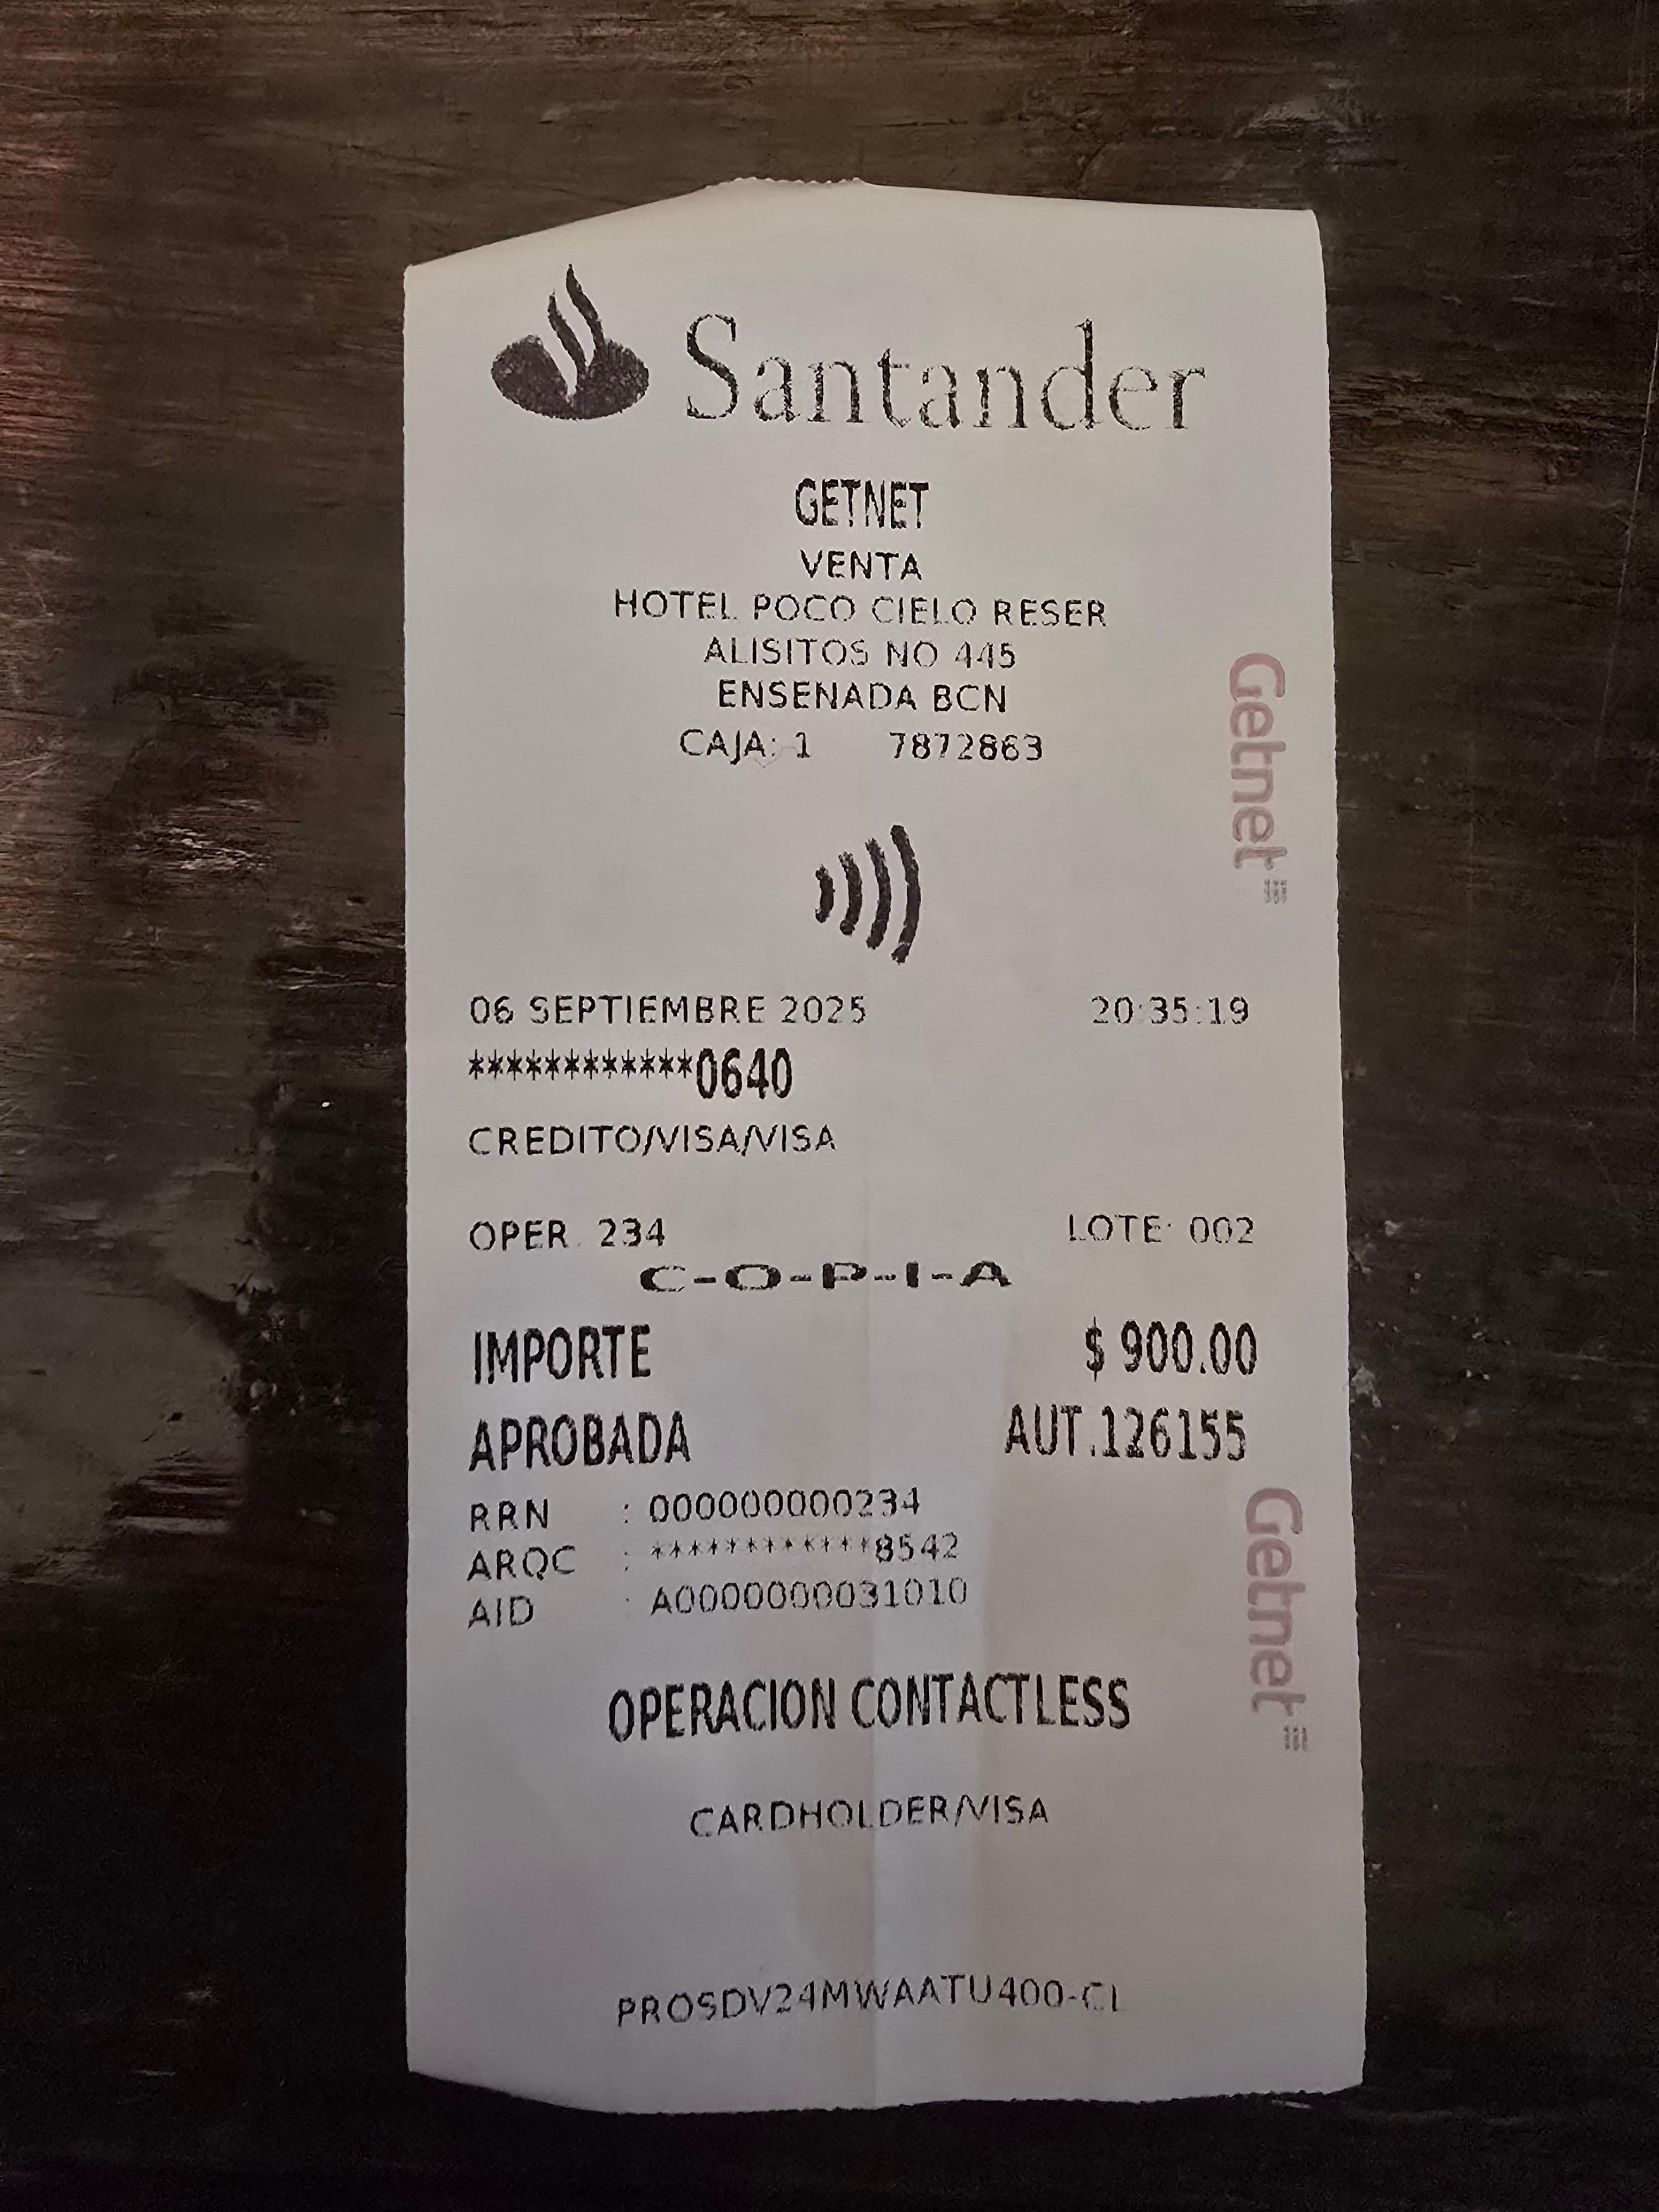 Santander
GETNET
VENTA
HOTEL POCO CIELO RESER
ALISITOS NO 445
ENSENADA BCN
CAJA: 1 7872863
Getnet
06 SEPTIEMBRE 2025 20:35:19
************0640
CREDITO/VISA/VISA
OPER. 234 LOTE: 002
C-O-P-I-A
IMPORTE $ 900.00
APROBADA AUT.126155
RRN : 000000000234
ARQC : ************8542
AID : A0000000031010
Getnet
OPERACION CONTACTLESS
CARDHOLDER/VISA
PROSDV24MWAATU400-CL